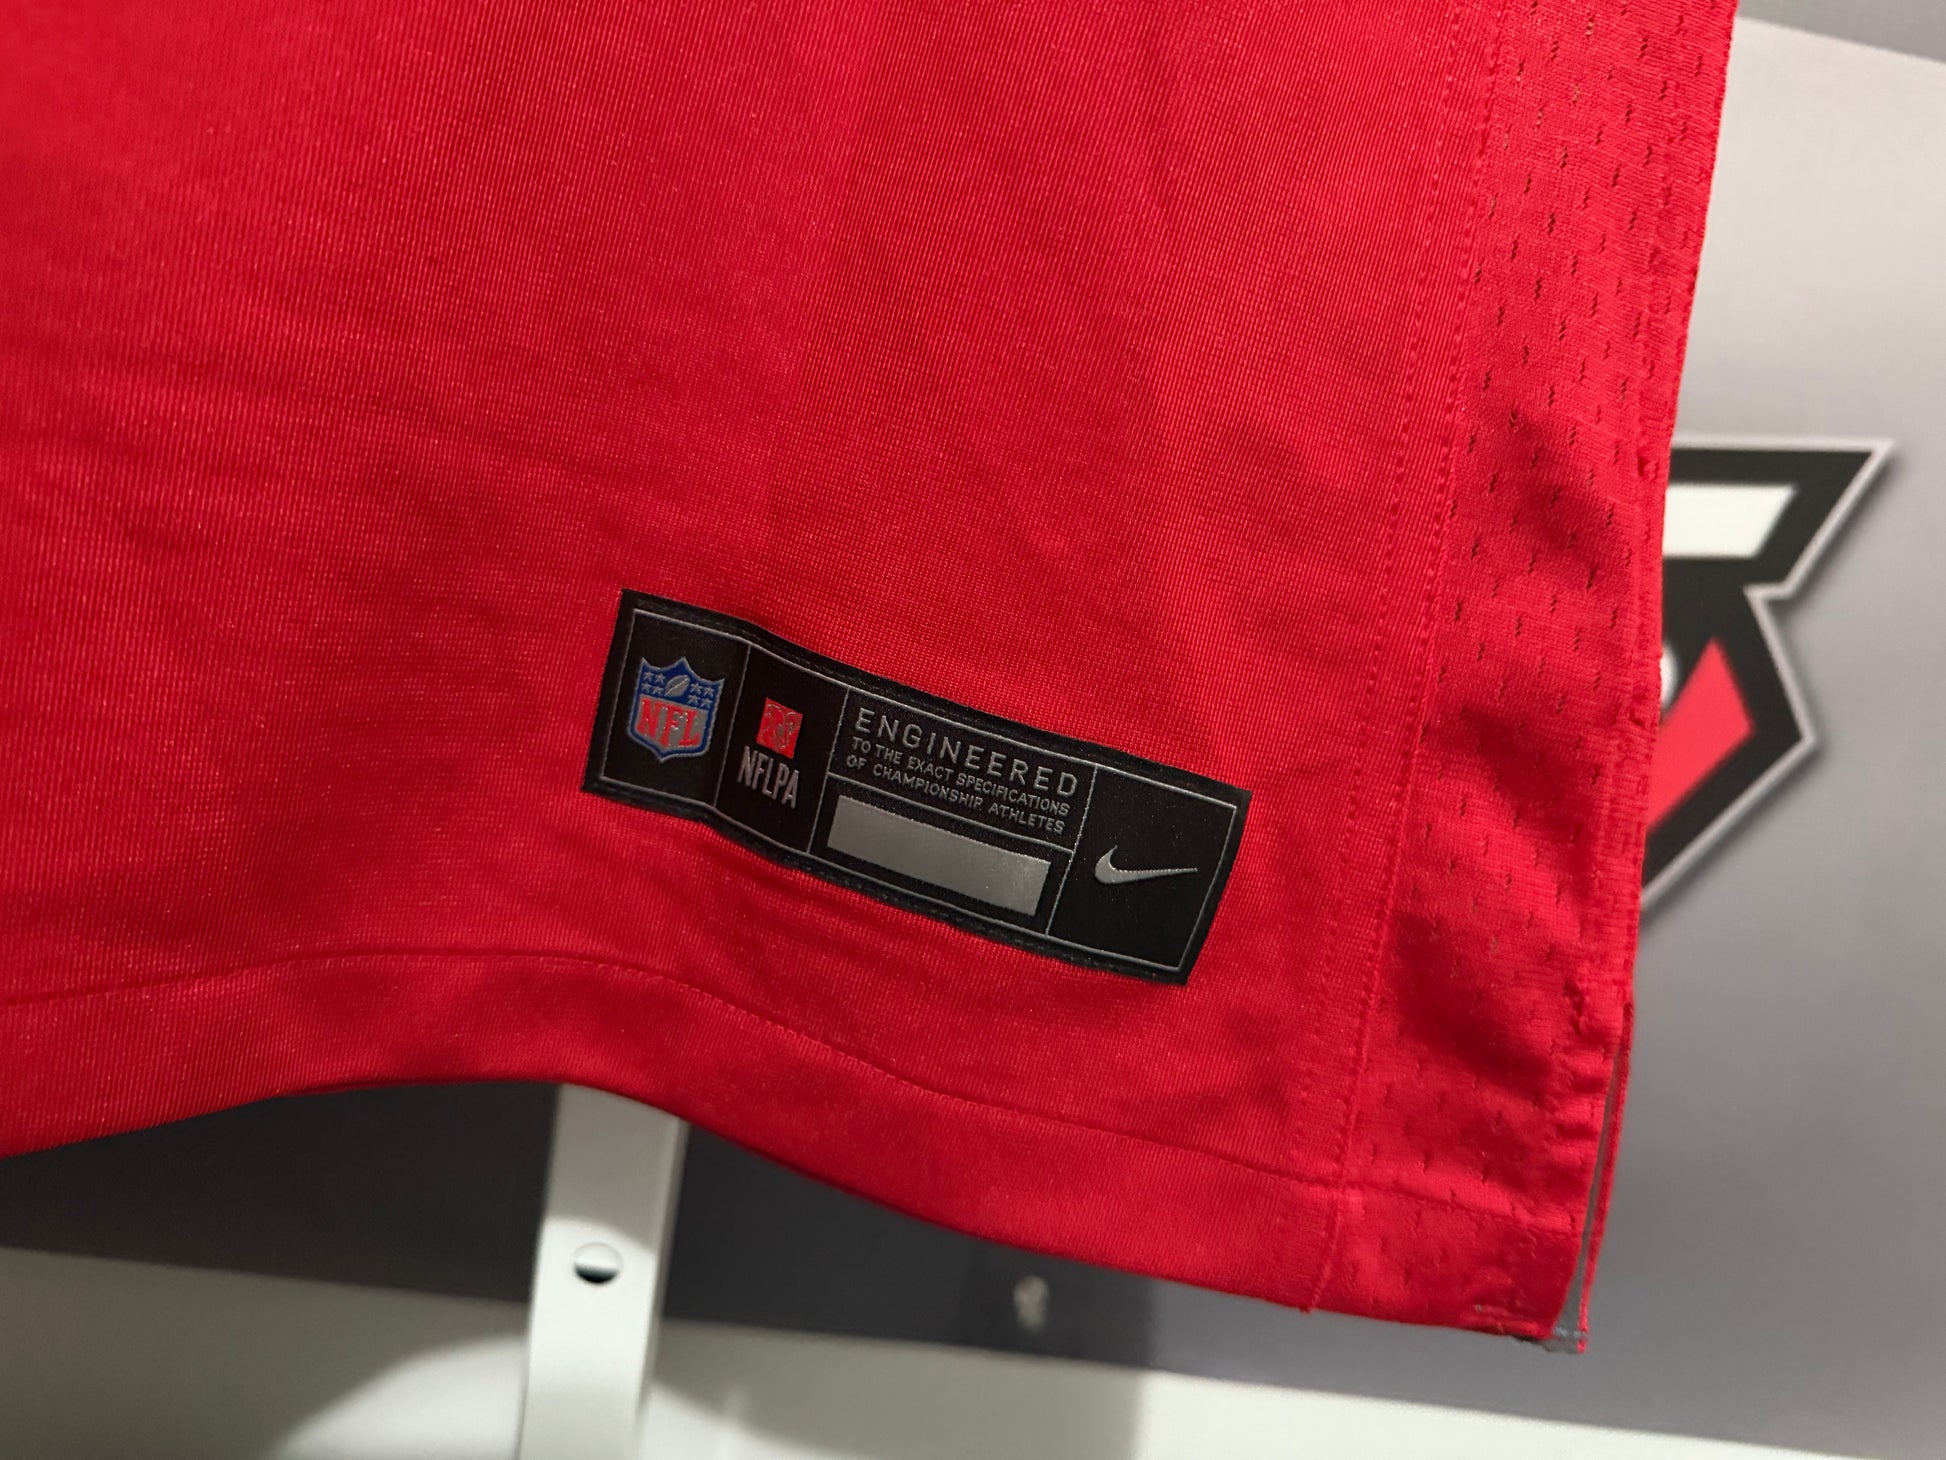 NFL
NFLPA
ENGINEERED
TO THE EXACT SPECIFICATIONS
OF CHAMPIONSHIP ATHLETES